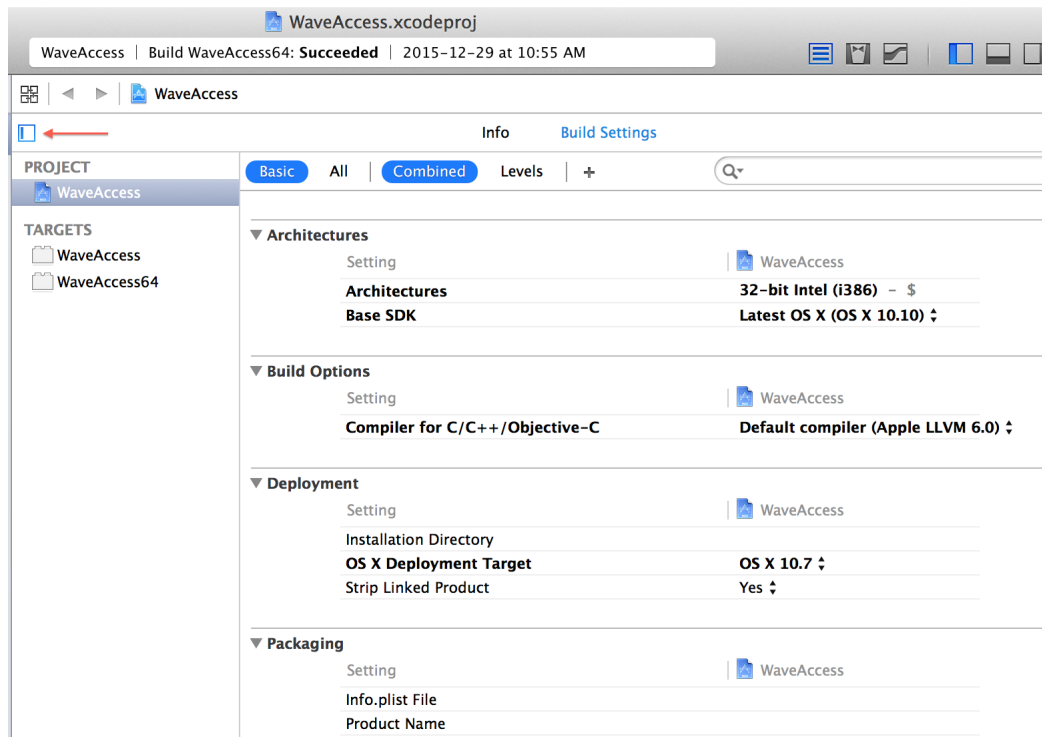 WaveAccess.xcodeproj
WaveAccess | Build WaveAccess64: Succeeded | 2015-12-29 at 10:55 AM
WaveAccess
Info Build Settings
PROJECT
WaveAccess
TARGETS
WaveAccess
WaveAccess64
Basic All Combined Levels +
Architectures
Setting WaveAccess
Architectures 32-bit Intel (i386) - $
Base SDK Latest OS X (OS X 10.10)
Build Options
Setting WaveAccess
Compiler for C/C++/Objective-C Default compiler (Apple LLVM 6.0)
Deployment
Setting WaveAccess
Installation Directory
OS X Deployment Target OS X 10.7
Strip Linked Product Yes
Packaging
Setting WaveAccess
Info.plist File
Product Name